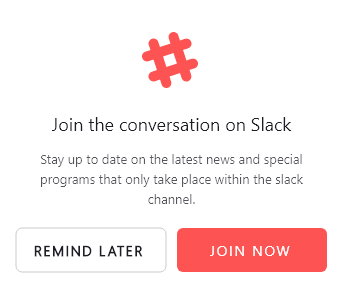 Join the conversation on Slack
Stay up to date on the latest news and special
programs that only take place within the slack
channel.
REMIND LATER
JOIN NOW